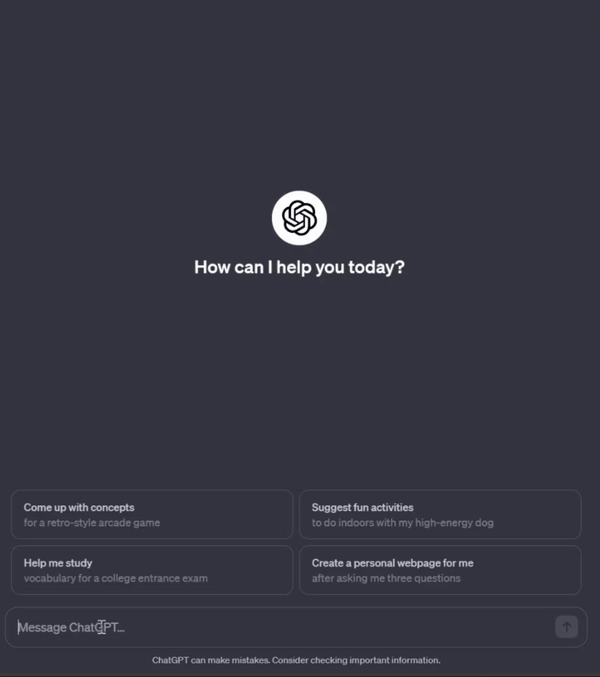 How can I help you today?
Come up with concepts
for a retro-style arcade game
Suggest fun activities
to do indoors with my high-energy dog
Help me study
vocabulary for a college entrance exam
Create a personal webpage for me
after asking me three questions
Message ChatGPT...
ChatGPT can make mistakes. Consider checking important information.